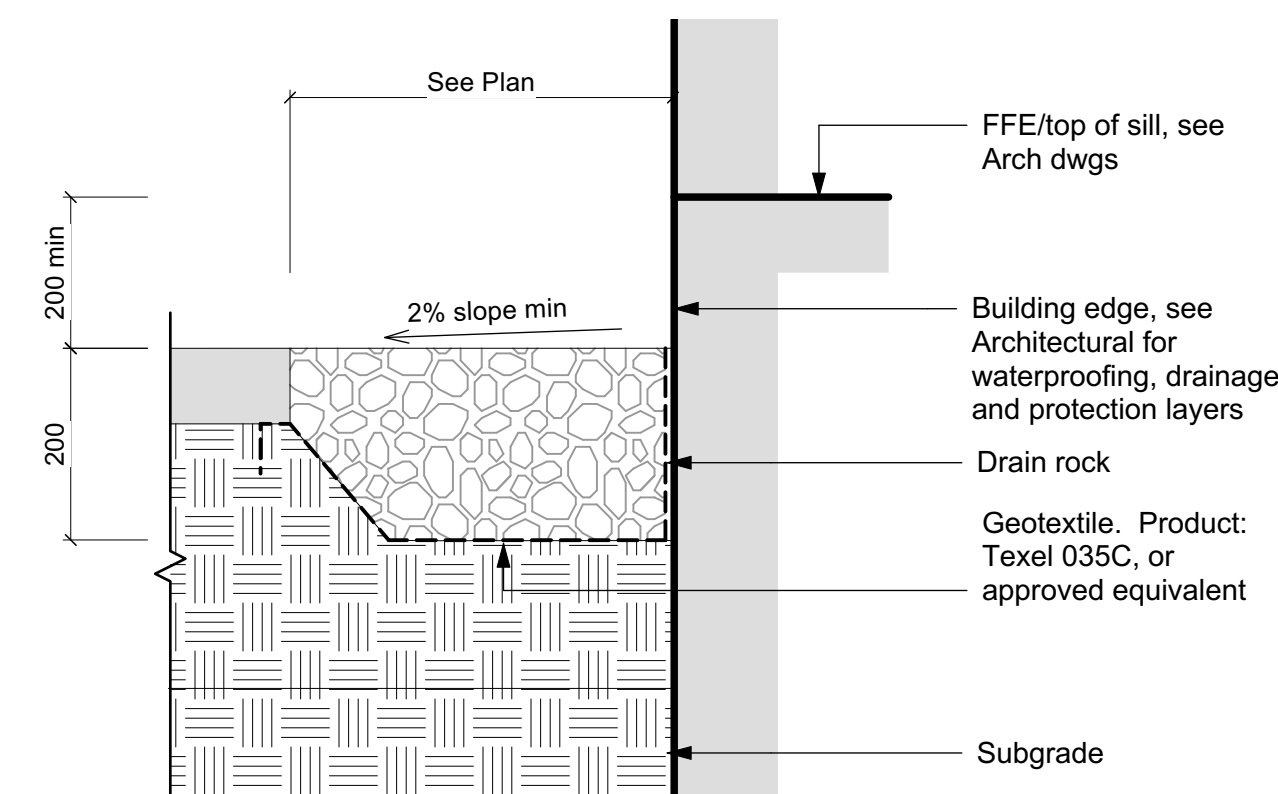 See Plan
FFE/top of sill, see
Arch dwgs
200 min
2% slope min
Building edge, see
Architectural for
waterproofing, drainage
and protection layers
200
Drain rock
Geotextile. Product:
Texel 035C, or
approved equivalent
Subgrade